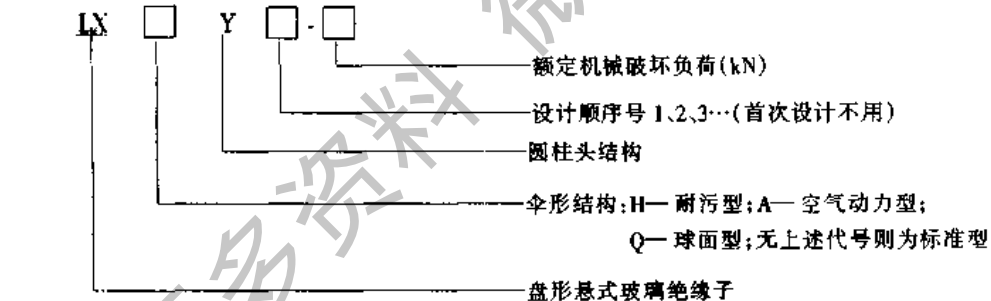 LX □ Y □ - □
额定机械破坏负荷(kN)
设计顺序号 1、2、3…(首次设计不用)
圆柱头结构
伞形结构;H— 耐污型;A— 空气动力型;
Q— 球面型;无上述代号则为标准型
盘形悬式玻璃绝缘子
多资料